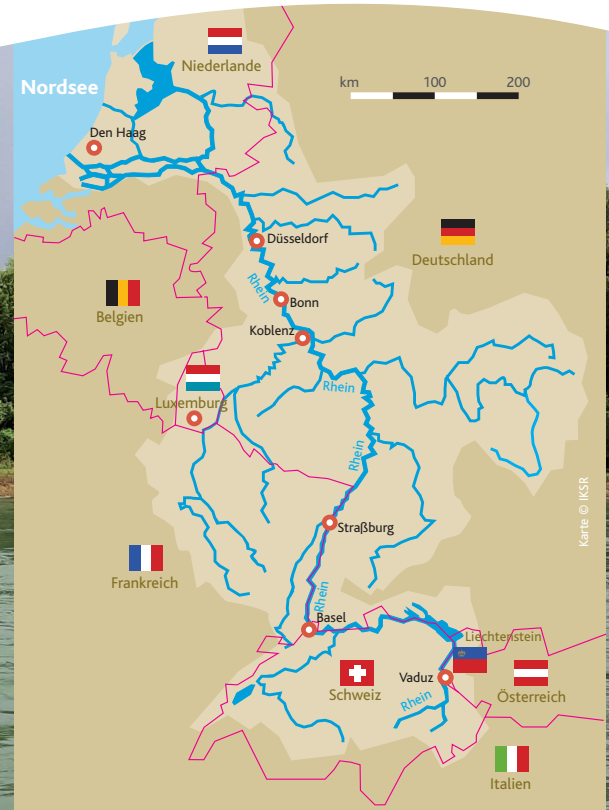 Niederlande
Nordsee
km 100 200
Den Haag
Düsseldorf
Deutschland
Rhein
Bonn
Belgien
Koblenz
Rhein
Luxemburg
Rhein
Karte © IKSR
Straßburg
Frankreich
Rhein
Basel
Liechtenstein
Vaduz
Schweiz
Rhein
Österreich
Italien